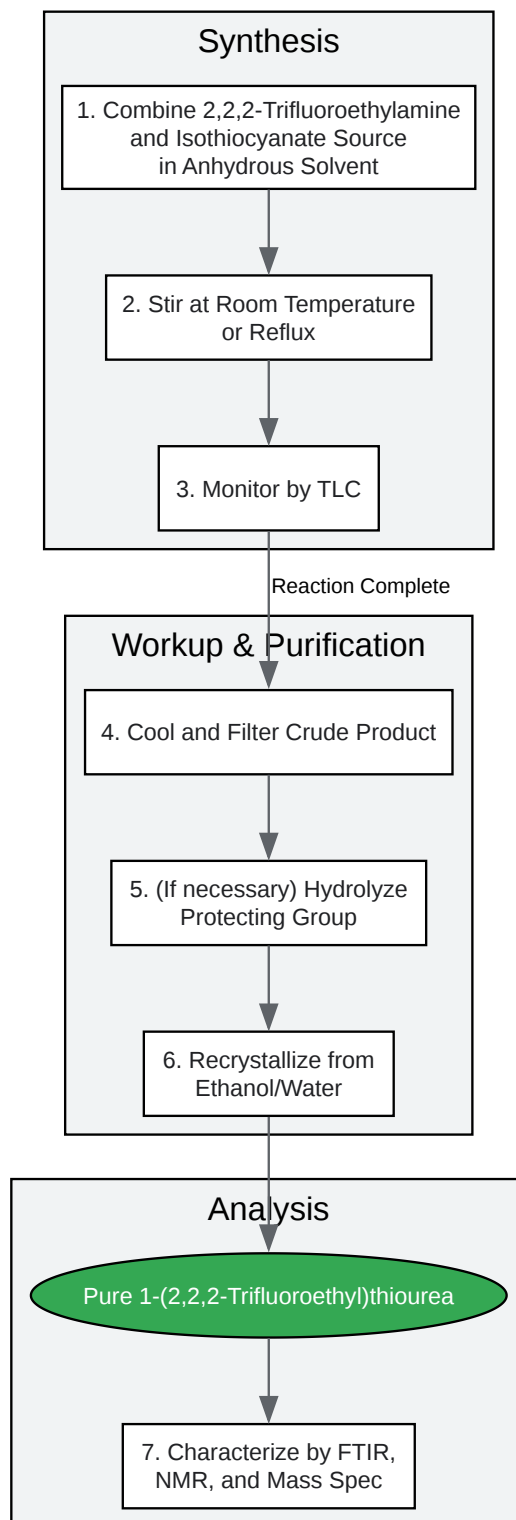 Synthesis
1. Combine 2,2,2-Trifluoroethylamine
and Isothiocyanate Source
in Anhydrous Solvent
2. Stir at Room Temperature
or Reflux
3. Monitor by TLC
Reaction Complete
Workup & Purification
4. Cool and Filter Crude Product
5. (If necessary) Hydrolyze
Protecting Group
6. Recrystallize from
Ethanol/Water
Analysis
Pure 1-(2,2,2-Trifluoroethyl)thiourea
7. Characterize by FTIR,
NMR, and Mass Spec